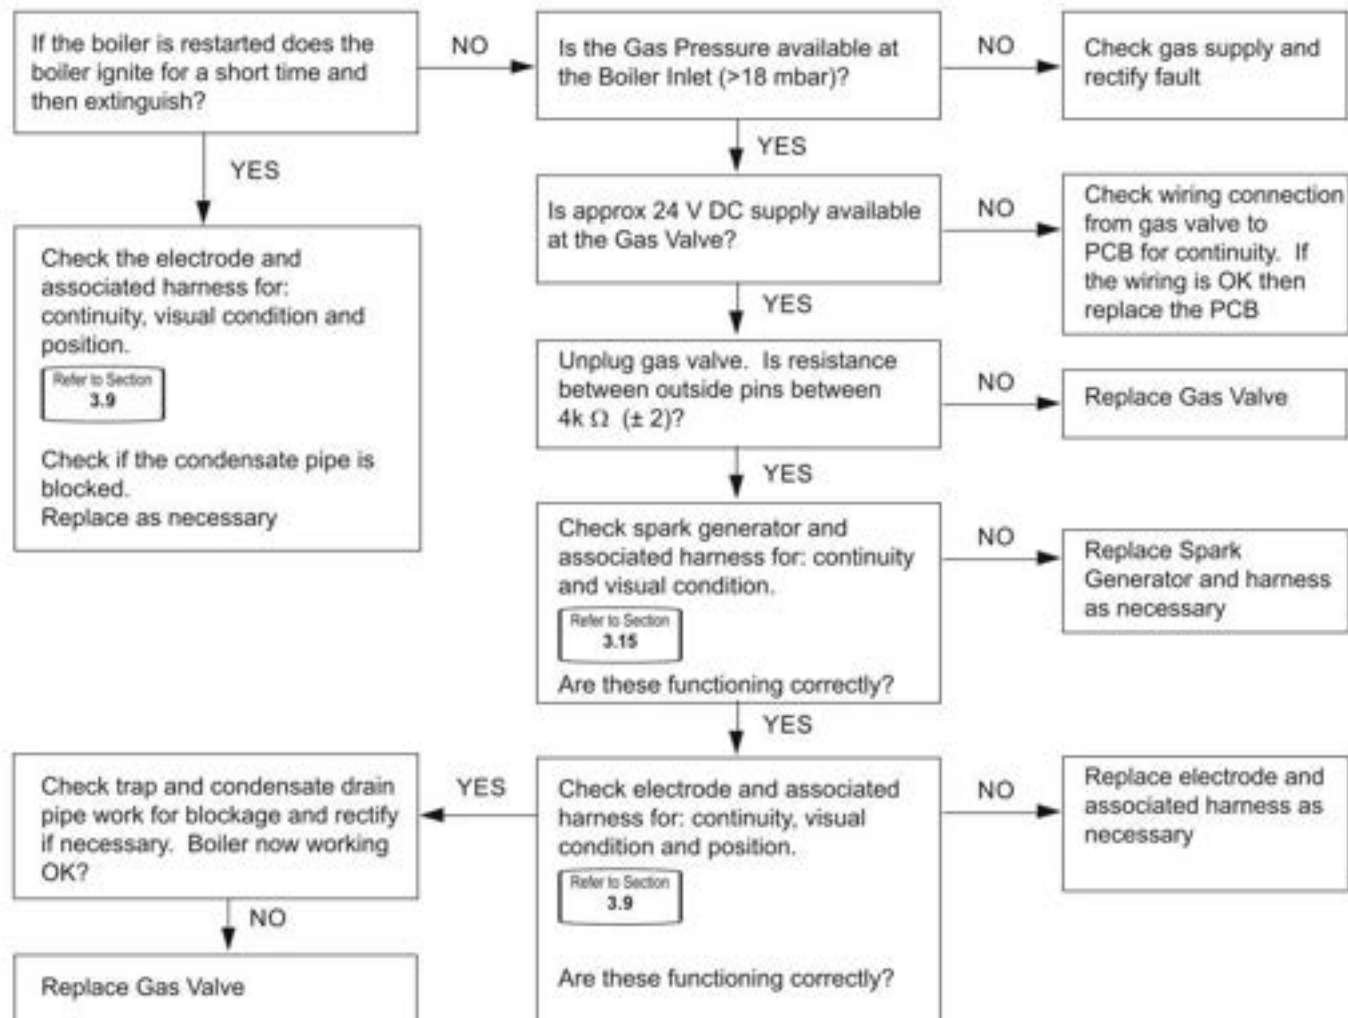 If the boiler is restarted does the
boiler ignite for a short time and
then extinguish?
NO
Is the Gas Pressure available at
the Boiler Inlet (>18 mbar)?
NO
Check gas supply and
rectify fault
YES
YES
Check the electrode and
associated harness for:
continuity, visual condition and
position.
Refer to Section
3.9
Check if the condensate pipe is
blocked.
Replace as necessary
Is approx 24 V DC supply available
at the Gas Valve?
NO
Check wiring connection
from gas valve to
PCB for continuity. If
the wiring is OK then
replace the PCB
YES
Unplug gas valve. Is resistance
between outside pins between
4k Ω (± 2)?
NO
Replace Gas Valve
YES
Check spark generator and
associated harness for: continuity
and visual condition.
Refer to Section
3.15
Are these functioning correctly?
NO
Replace Spark
Generator and harness
as necessary
YES
Check electrode and associated
harness for: continuity, visual
condition and position.
Refer to Section
3.9
Are these functioning correctly?
NO
Replace electrode and
associated harness as
necessary
YES
Check trap and condensate drain
pipe work for blockage and rectify
if necessary. Boiler now working
OK?
NO
Replace Gas Valve